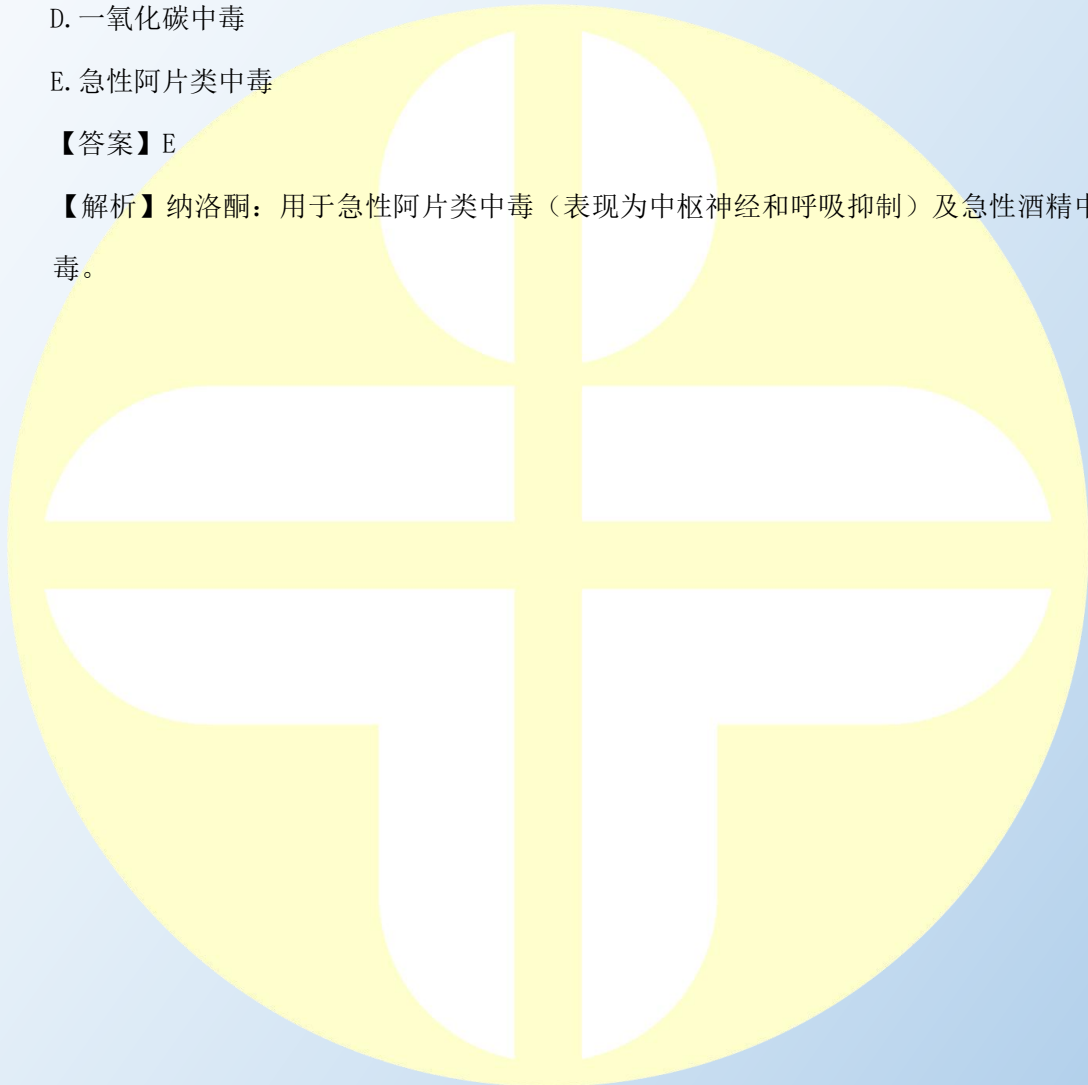 D.一氧化碳中毒
E.急性阿片类中毒
【答案】E
【解析】纳洛酮：用于急性阿片类中毒（表现为中枢神经和呼吸抑制）及急性酒精中
毒。